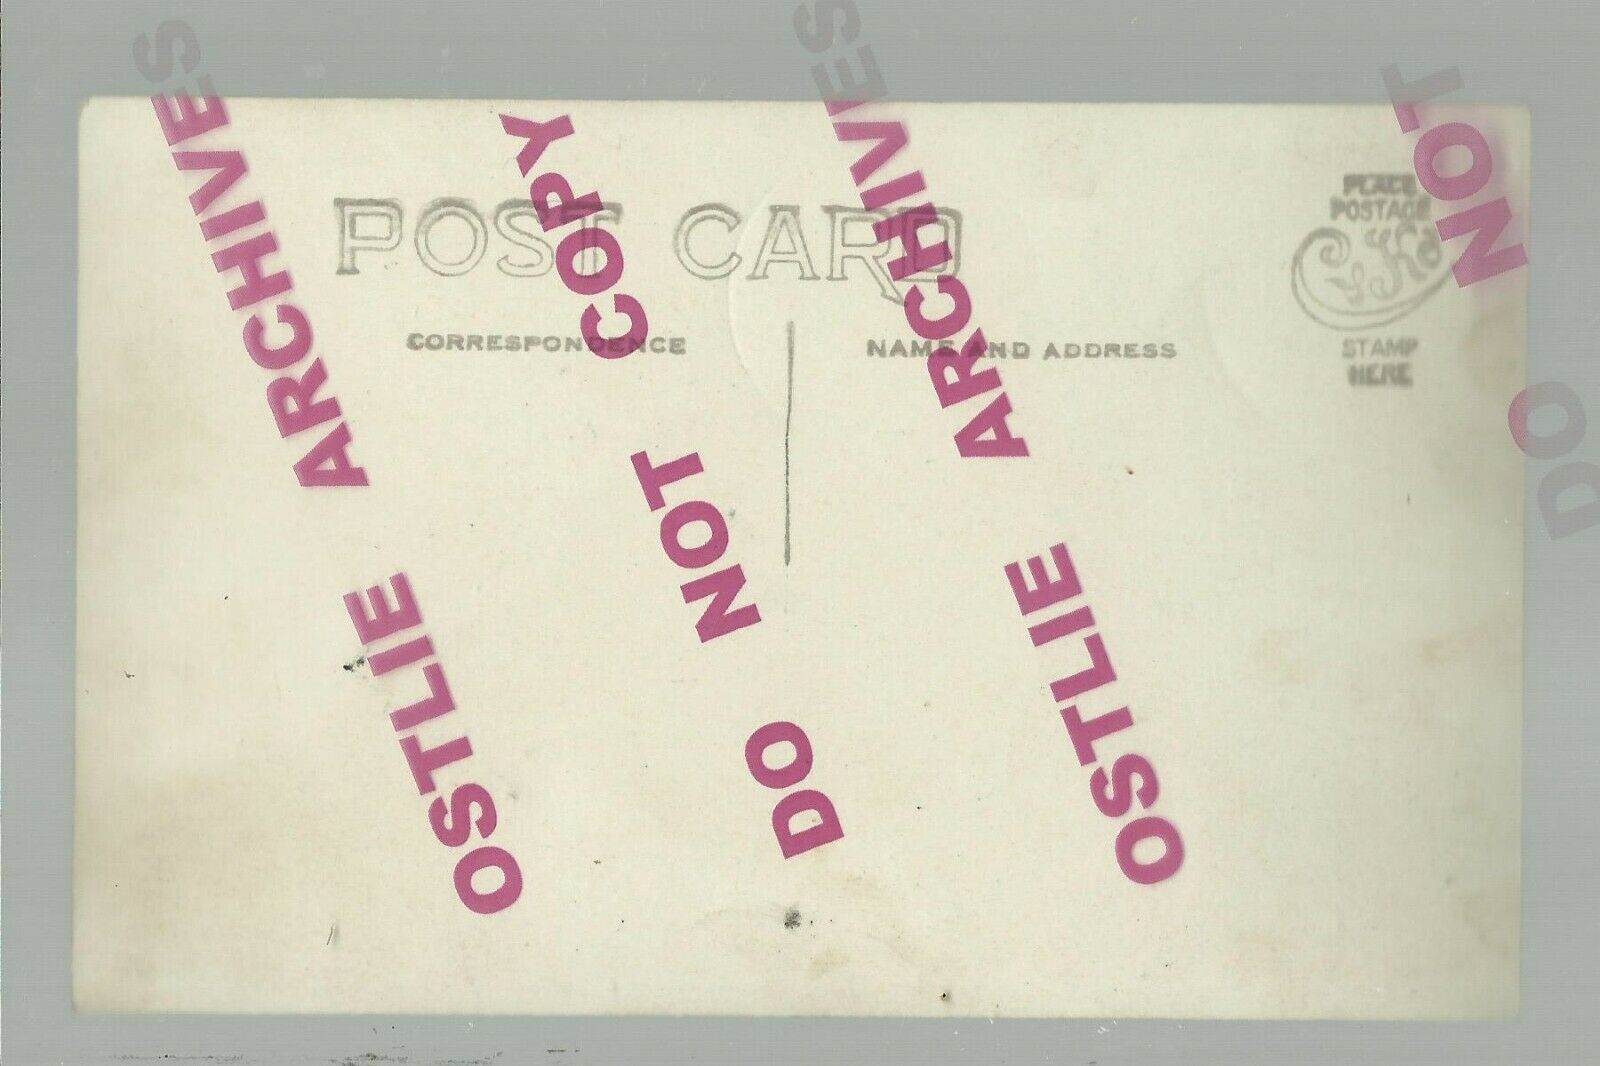 POST CARD
CORRESPONDENCE
NAME AND ADDRESS
PLACE
POSTAGE
STAMP
HERE
OSTLIE ARCHIVES
DO NOT COPY
OSTLIE ARCHIVES
DO NOT